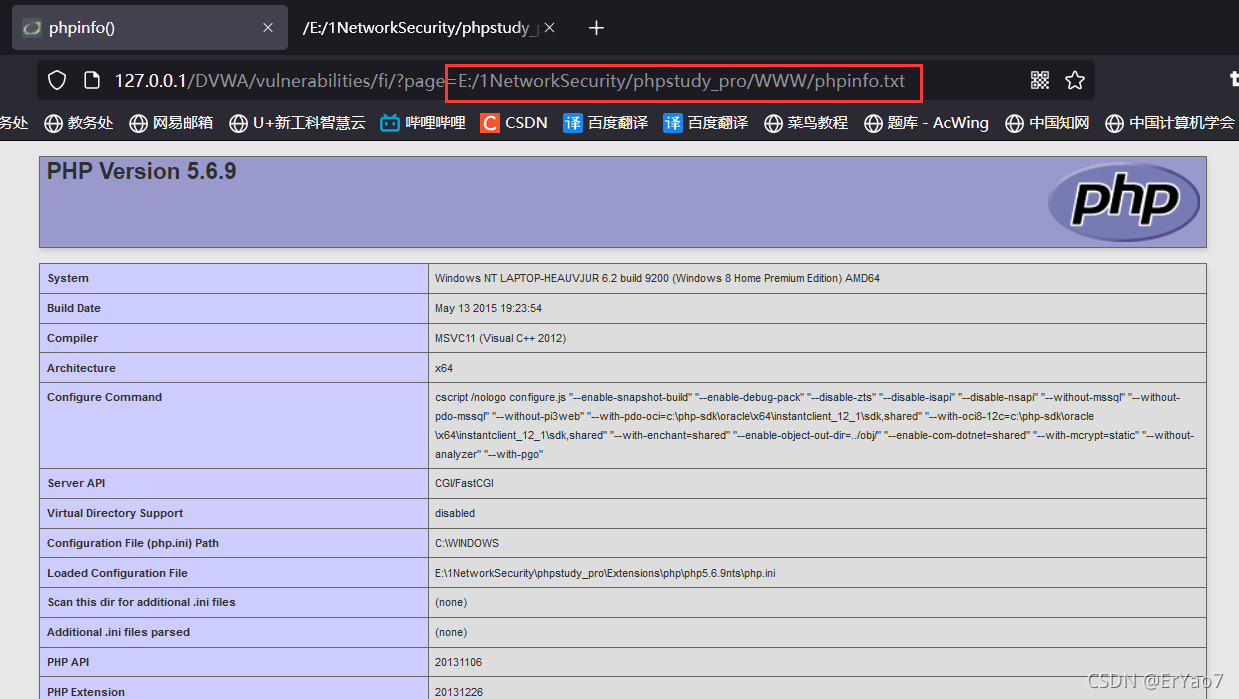 phpinfo()
/E:/1NetworkSecurity/phpstudy_
127.0.0.1/DVWA/vulnerabilities/fi/?page=E:/1NetworkSecurity/phpstudy_pro/WWW/phpinfo.txt
务处 教务处 网易邮箱 U+新工科智慧云 哔哩哔哩 C CSDN 译 百度翻译 译 百度翻译 菜鸟教程 题库 - AcWing 中国知网 中国计算机学会
PHP Version 5.6.9
php
System Windows NT LAPTOP-HEAUVJUR 6.2 build 9200 (Windows 8 Home Premium Edition) AMD64
Build Date May 13 2015 19:23:54
Compiler MSVC11 (Visual C++ 2012)
Architecture x64
Configure Command cscript /nologo configure.js "--enable-snapshot-build" "--enable-debug-pack" "--disable-zts" "--disable-isapi" "--disable-nsapi" "--without-mssql" "--without-
pdo-mssql" "--without-pi3web" "--with-pdo-oci=c:\php-sdk\oracle\x64\instantclient_12_1\sdk,shared" "--with-oci8-12c=c:\php-sdk\oracle
\x64\instantclient_12_1\sdk,shared" "--with-enchant=shared" "--enable-object-out-dir=../obj/" "--enable-com-dotnet=shared" "--with-mcrypt=static" "--without-
analyzer" "--with-pgo"
Server API CGI/FastCGI
Virtual Directory Support disabled
Configuration File (php.ini) Path C:\WINDOWS
Loaded Configuration File E:\1NetworkSecurity\phpstudy_pro\Extensions\php\php5.6.9nts\php.ini
Scan this dir for additional .ini files (none)
Additional .ini files parsed (none)
PHP API 20131106
PHP Extension 20131226
CSDN @ErYao7